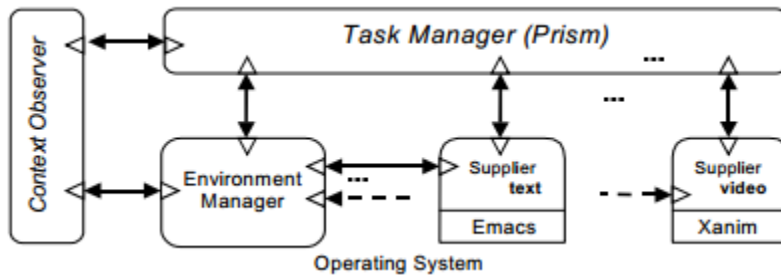 Task Manager (Prism)
...
...
Context Observer
Environment
Manager
...
Supplier
text
Emacs
...
Supplier
video
Xanim
Operating System